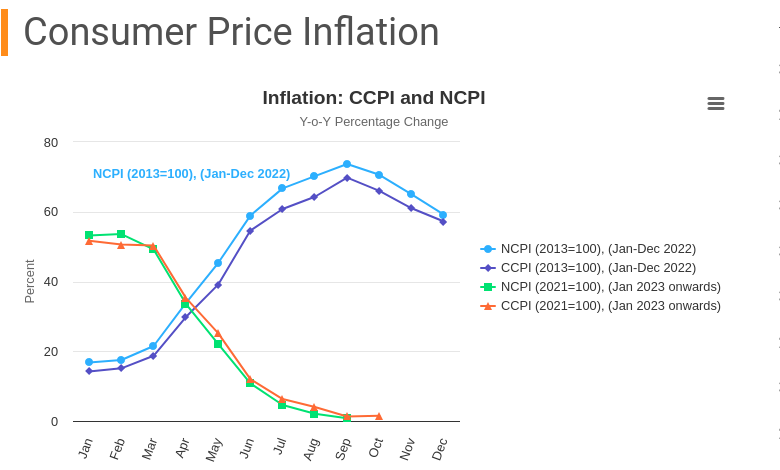 Consumer Price Inflation
Inflation: CCPI and NCPI
Y-o-Y Percentage Change
80
60
40
20
0
Percent
NCPI (2013=100), (Jan-Dec 2022)
NCPI (2013=100), (Jan-Dec 2022)
CCPI (2013=100), (Jan-Dec 2022)
NCPI (2021=100), (Jan 2023 onwards)
CCPI (2021=100), (Jan 2023 onwards)
Jan Feb Mar Apr May Jun Jul Aug Sep Oct Nov Dec